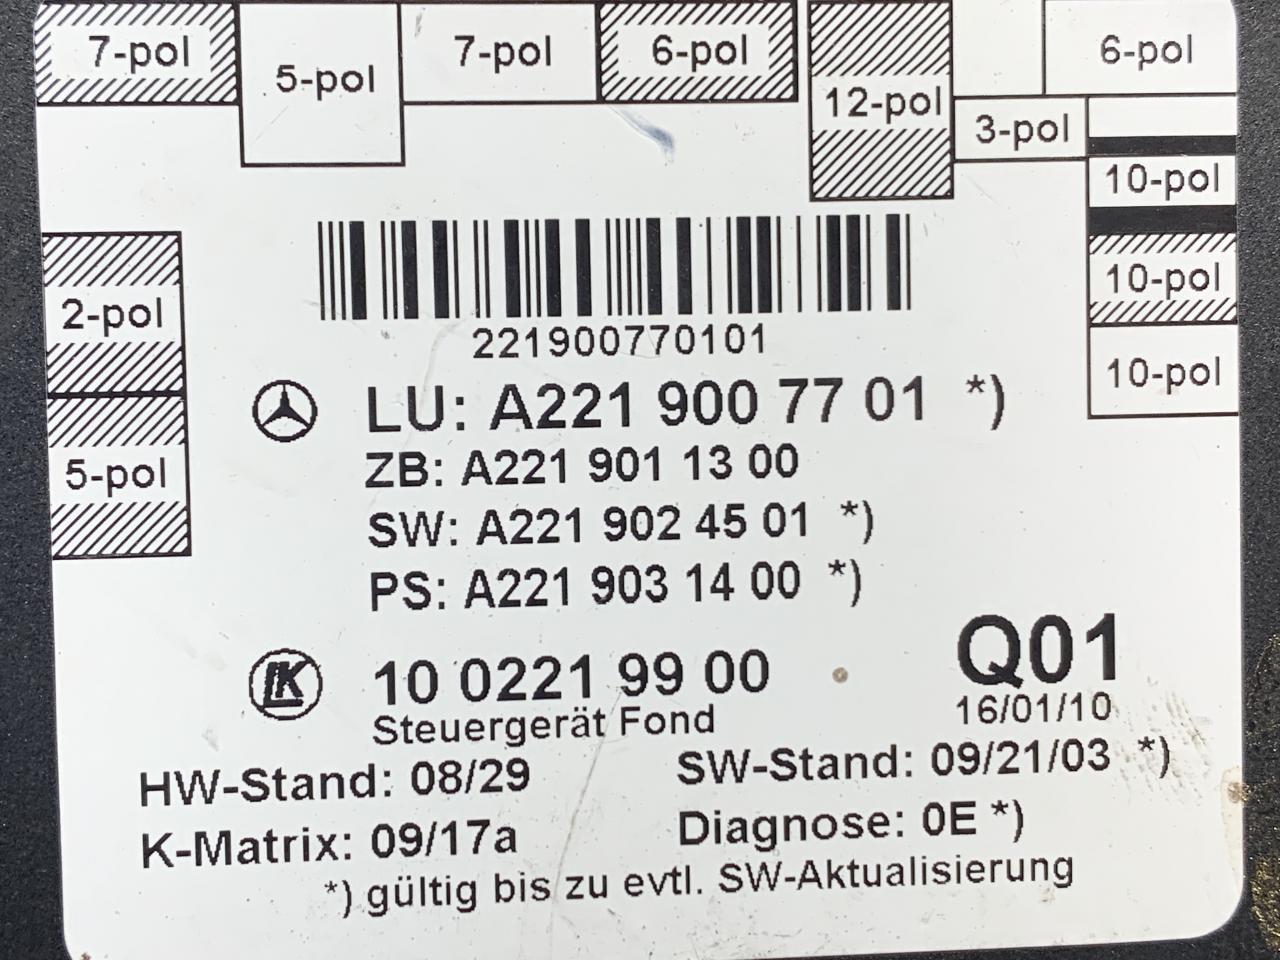 7-pol
5-pol
7-pol
6-pol
12-pol
6-pol
3-pol
10-pol
10-pol
10-pol
2-pol
5-pol
221900770101
LU: A221 900 77 01 *)
ZB: A221 901 13 00
SW: A221 902 45 01 *)
PS: A221 903 14 00 *)
LK 10 0221 99 00
Q01
Steuergerät Fond
16/01/10
HW-Stand: 08/29
SW-Stand: 09/21/03 *)
K-Matrix: 09/17a
Diagnose: 0E *)
*) gültig bis zu evtl. SW-Aktualisierung